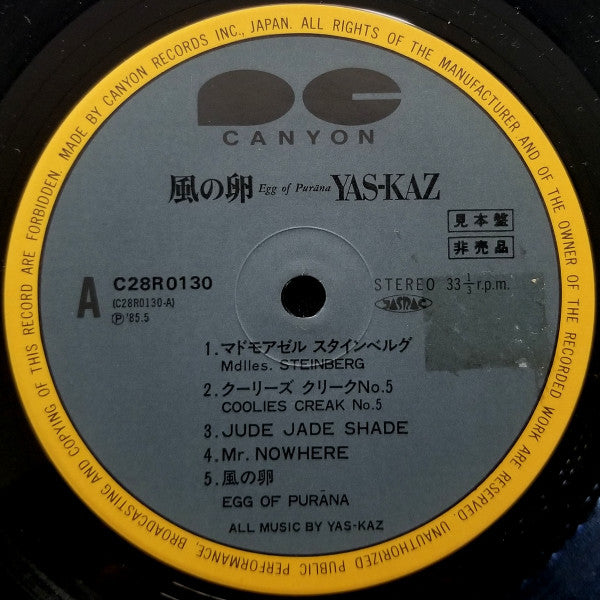 MADE BY CANYON RECORDS INC., JAPAN. ALL RIGHTS OF THE MANUFACTURER AND OF THE OWNER OF THE RECORDED WORK ARE RESERVED. UNAUTHORIZED PUBLIC PERFORMANCE, BROADCASTING AND COPYING OF THIS RECORD ARE FORBIDDEN.
PC
CANYON
風の卵 Egg of Purāna YAS-KAZ
見本盤
非売品
A
C28R0130
(C28R0130-A)
Ⓟ '85.5
STEREO 33 1/3 r.p.m.
JASRAC
1. マドモアゼル スタインベルグ
Mdlles. STEINBERG
2. クーリーズ クリークNo.5
COOLIES CREAK No.5
3. JUDE JADE SHADE
4. Mr. NOWHERE
5. 風の卵
EGG OF PURĀNA
ALL MUSIC BY YAS-KAZ